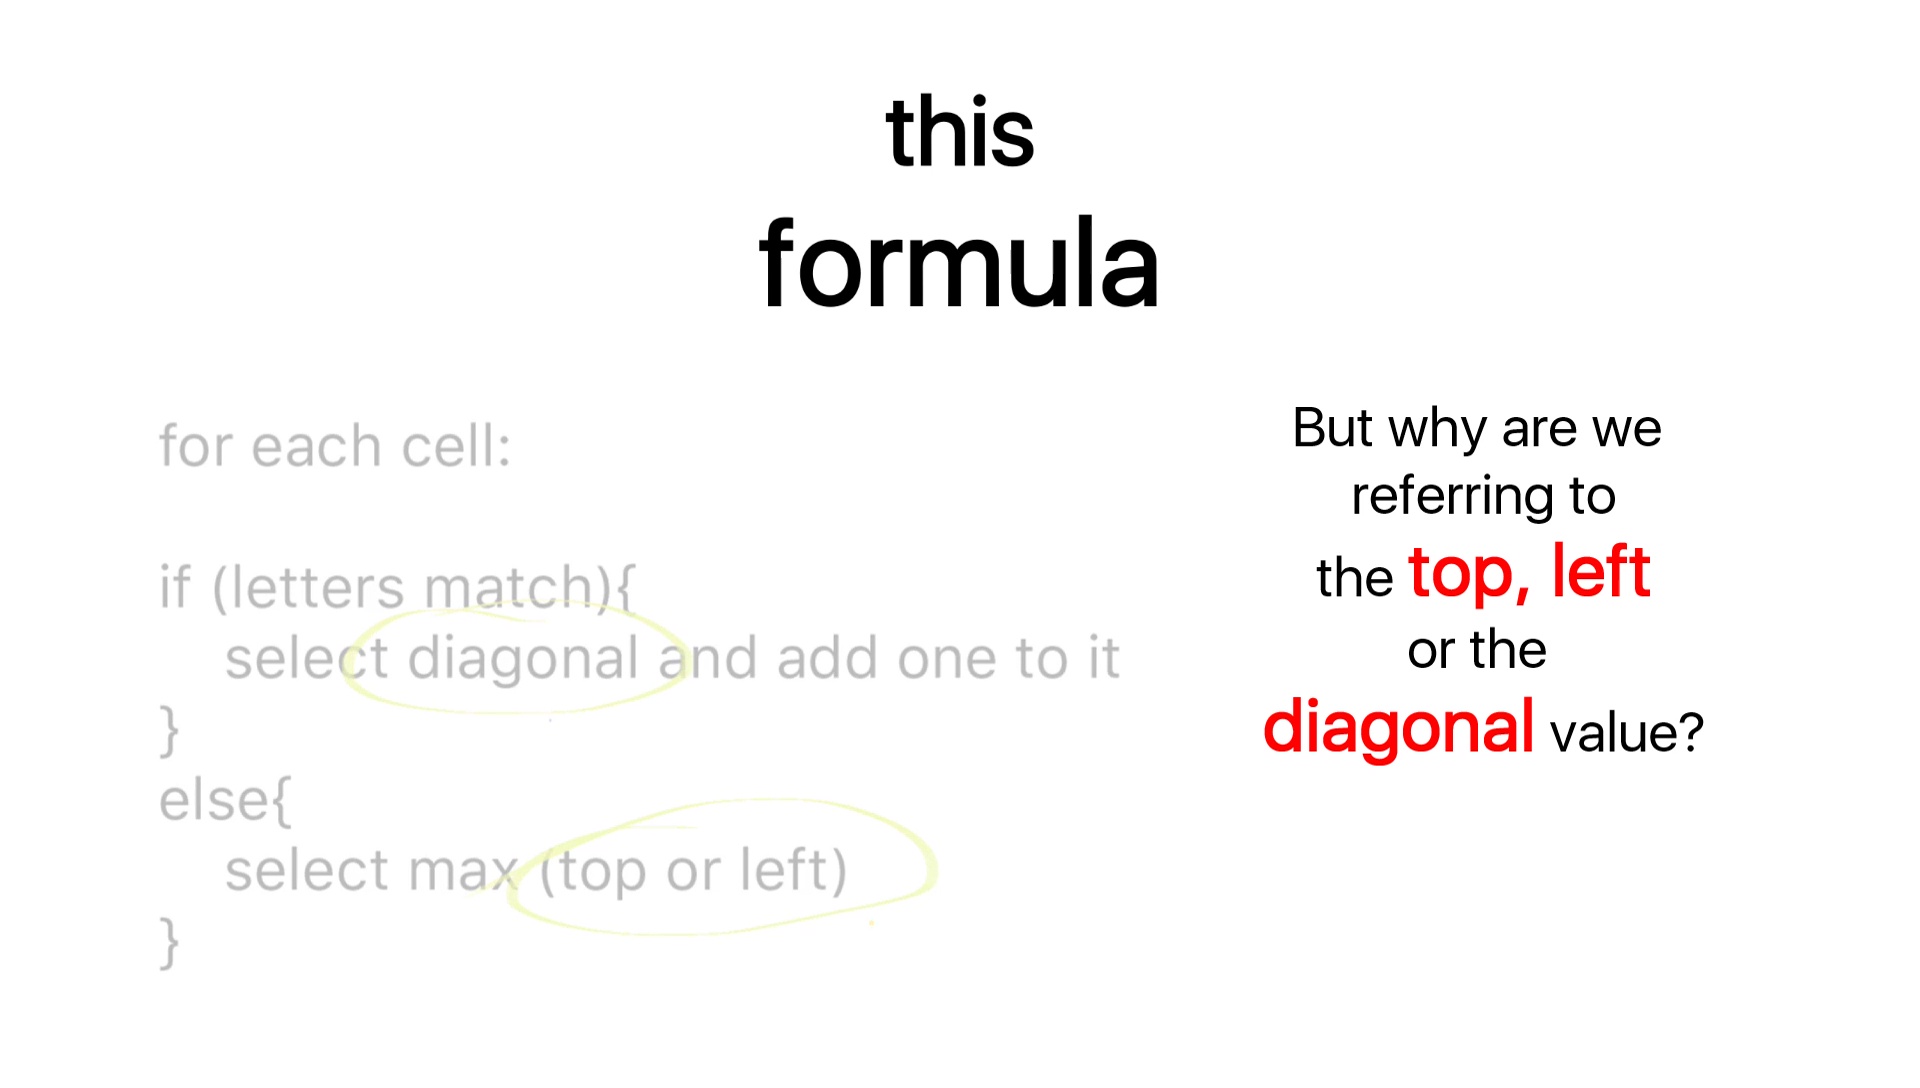 this
formula
for each cell:
if (letters match){
select diagonal and add one to it
}
else{
select max (top or left)
}
But why are we
referring to
the top, left
or the
diagonal value?